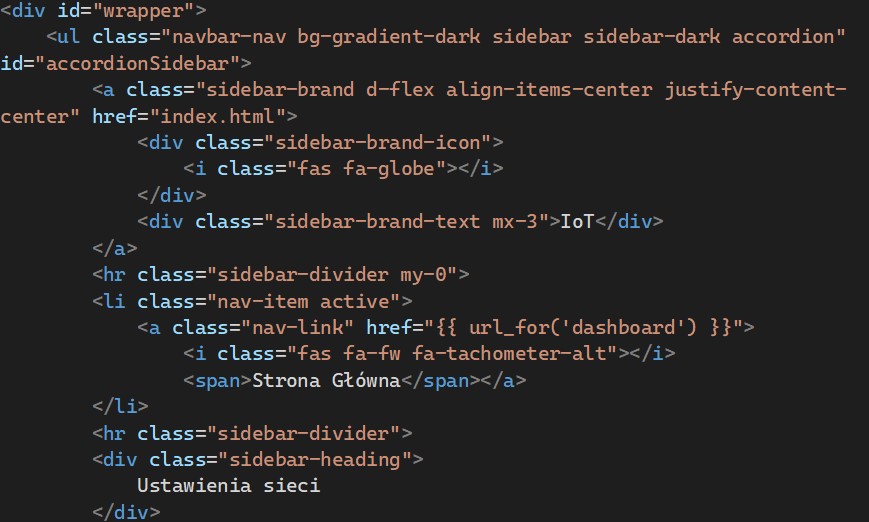 <div id="wrapper">
<ul class="navbar-nav bg-gradient-dark sidebar sidebar-dark accordion"
id="accordionSidebar">
<a class="sidebar-brand d-flex align-items-center justify-content-
center" href="index.html">
<div class="sidebar-brand-icon">
<i class="fas fa-globe"></i>
</div>
<div class="sidebar-brand-text mx-3">IoT</div>
</a>
<hr class="sidebar-divider my-0">
<li class="nav-item active">
<a class="nav-link" href="{{ url_for('dashboard') }}">
<i class="fas fa-fw fa-tachometer-alt"></i>
<span>Strona Główna</span></a>
</li>
<hr class="sidebar-divider">
<div class="sidebar-heading">
Ustawienia sieci
</div>